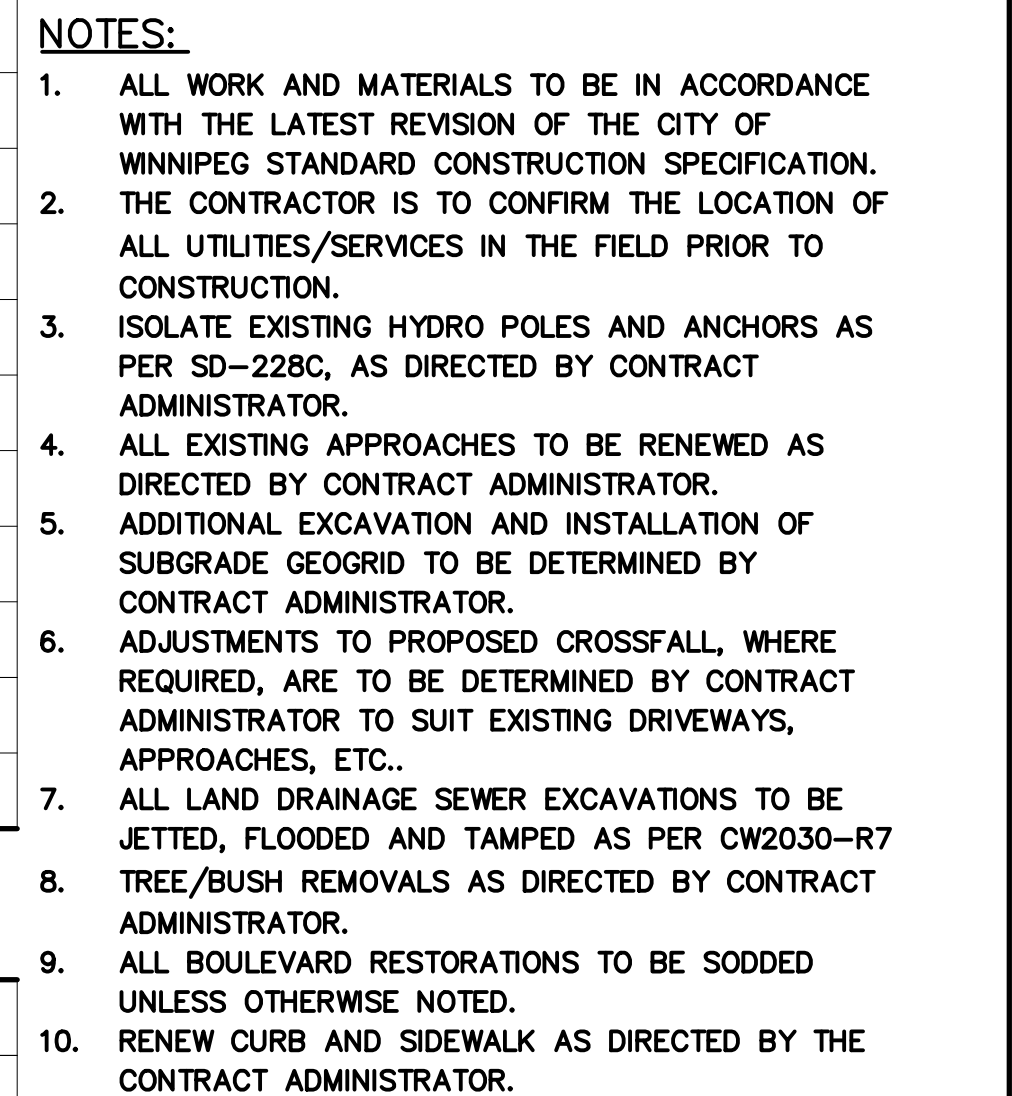 NOTES:
1. ALL WORK AND MATERIALS TO BE IN ACCORDANCE
WITH THE LATEST REVISION OF THE CITY OF
WINNIPEG STANDARD CONSTRUCTION SPECIFICATION.
2. THE CONTRACTOR IS TO CONFIRM THE LOCATION OF
ALL UTILITIES/SERVICES IN THE FIELD PRIOR TO
CONSTRUCTION.
3. ISOLATE EXISTING HYDRO POLES AND ANCHORS AS
PER SD-228C, AS DIRECTED BY CONTRACT
ADMINISTRATOR.
4. ALL EXISTING APPROACHES TO BE RENEWED AS
DIRECTED BY CONTRACT ADMINISTRATOR.
5. ADDITIONAL EXCAVATION AND INSTALLATION OF
SUBGRADE GEOGRID TO BE DETERMINED BY
CONTRACT ADMINISTRATOR.
6. ADJUSTMENTS TO PROPOSED CROSSFALL, WHERE
REQUIRED, ARE TO BE DETERMINED BY CONTRACT
ADMINISTRATOR TO SUIT EXISTING DRIVEWAYS,
APPROACHES, ETC..
7. ALL LAND DRAINAGE SEWER EXCAVATIONS TO BE
JETTED, FLOODED AND TAMPED AS PER CW2030-R7
8. TREE/BUSH REMOVALS AS DIRECTED BY CONTRACT
ADMINISTRATOR.
9. ALL BOULEVARD RESTORATIONS TO BE SODDED
UNLESS OTHERWISE NOTED.
10. RENEW CURB AND SIDEWALK AS DIRECTED BY THE
CONTRACT ADMINISTRATOR.